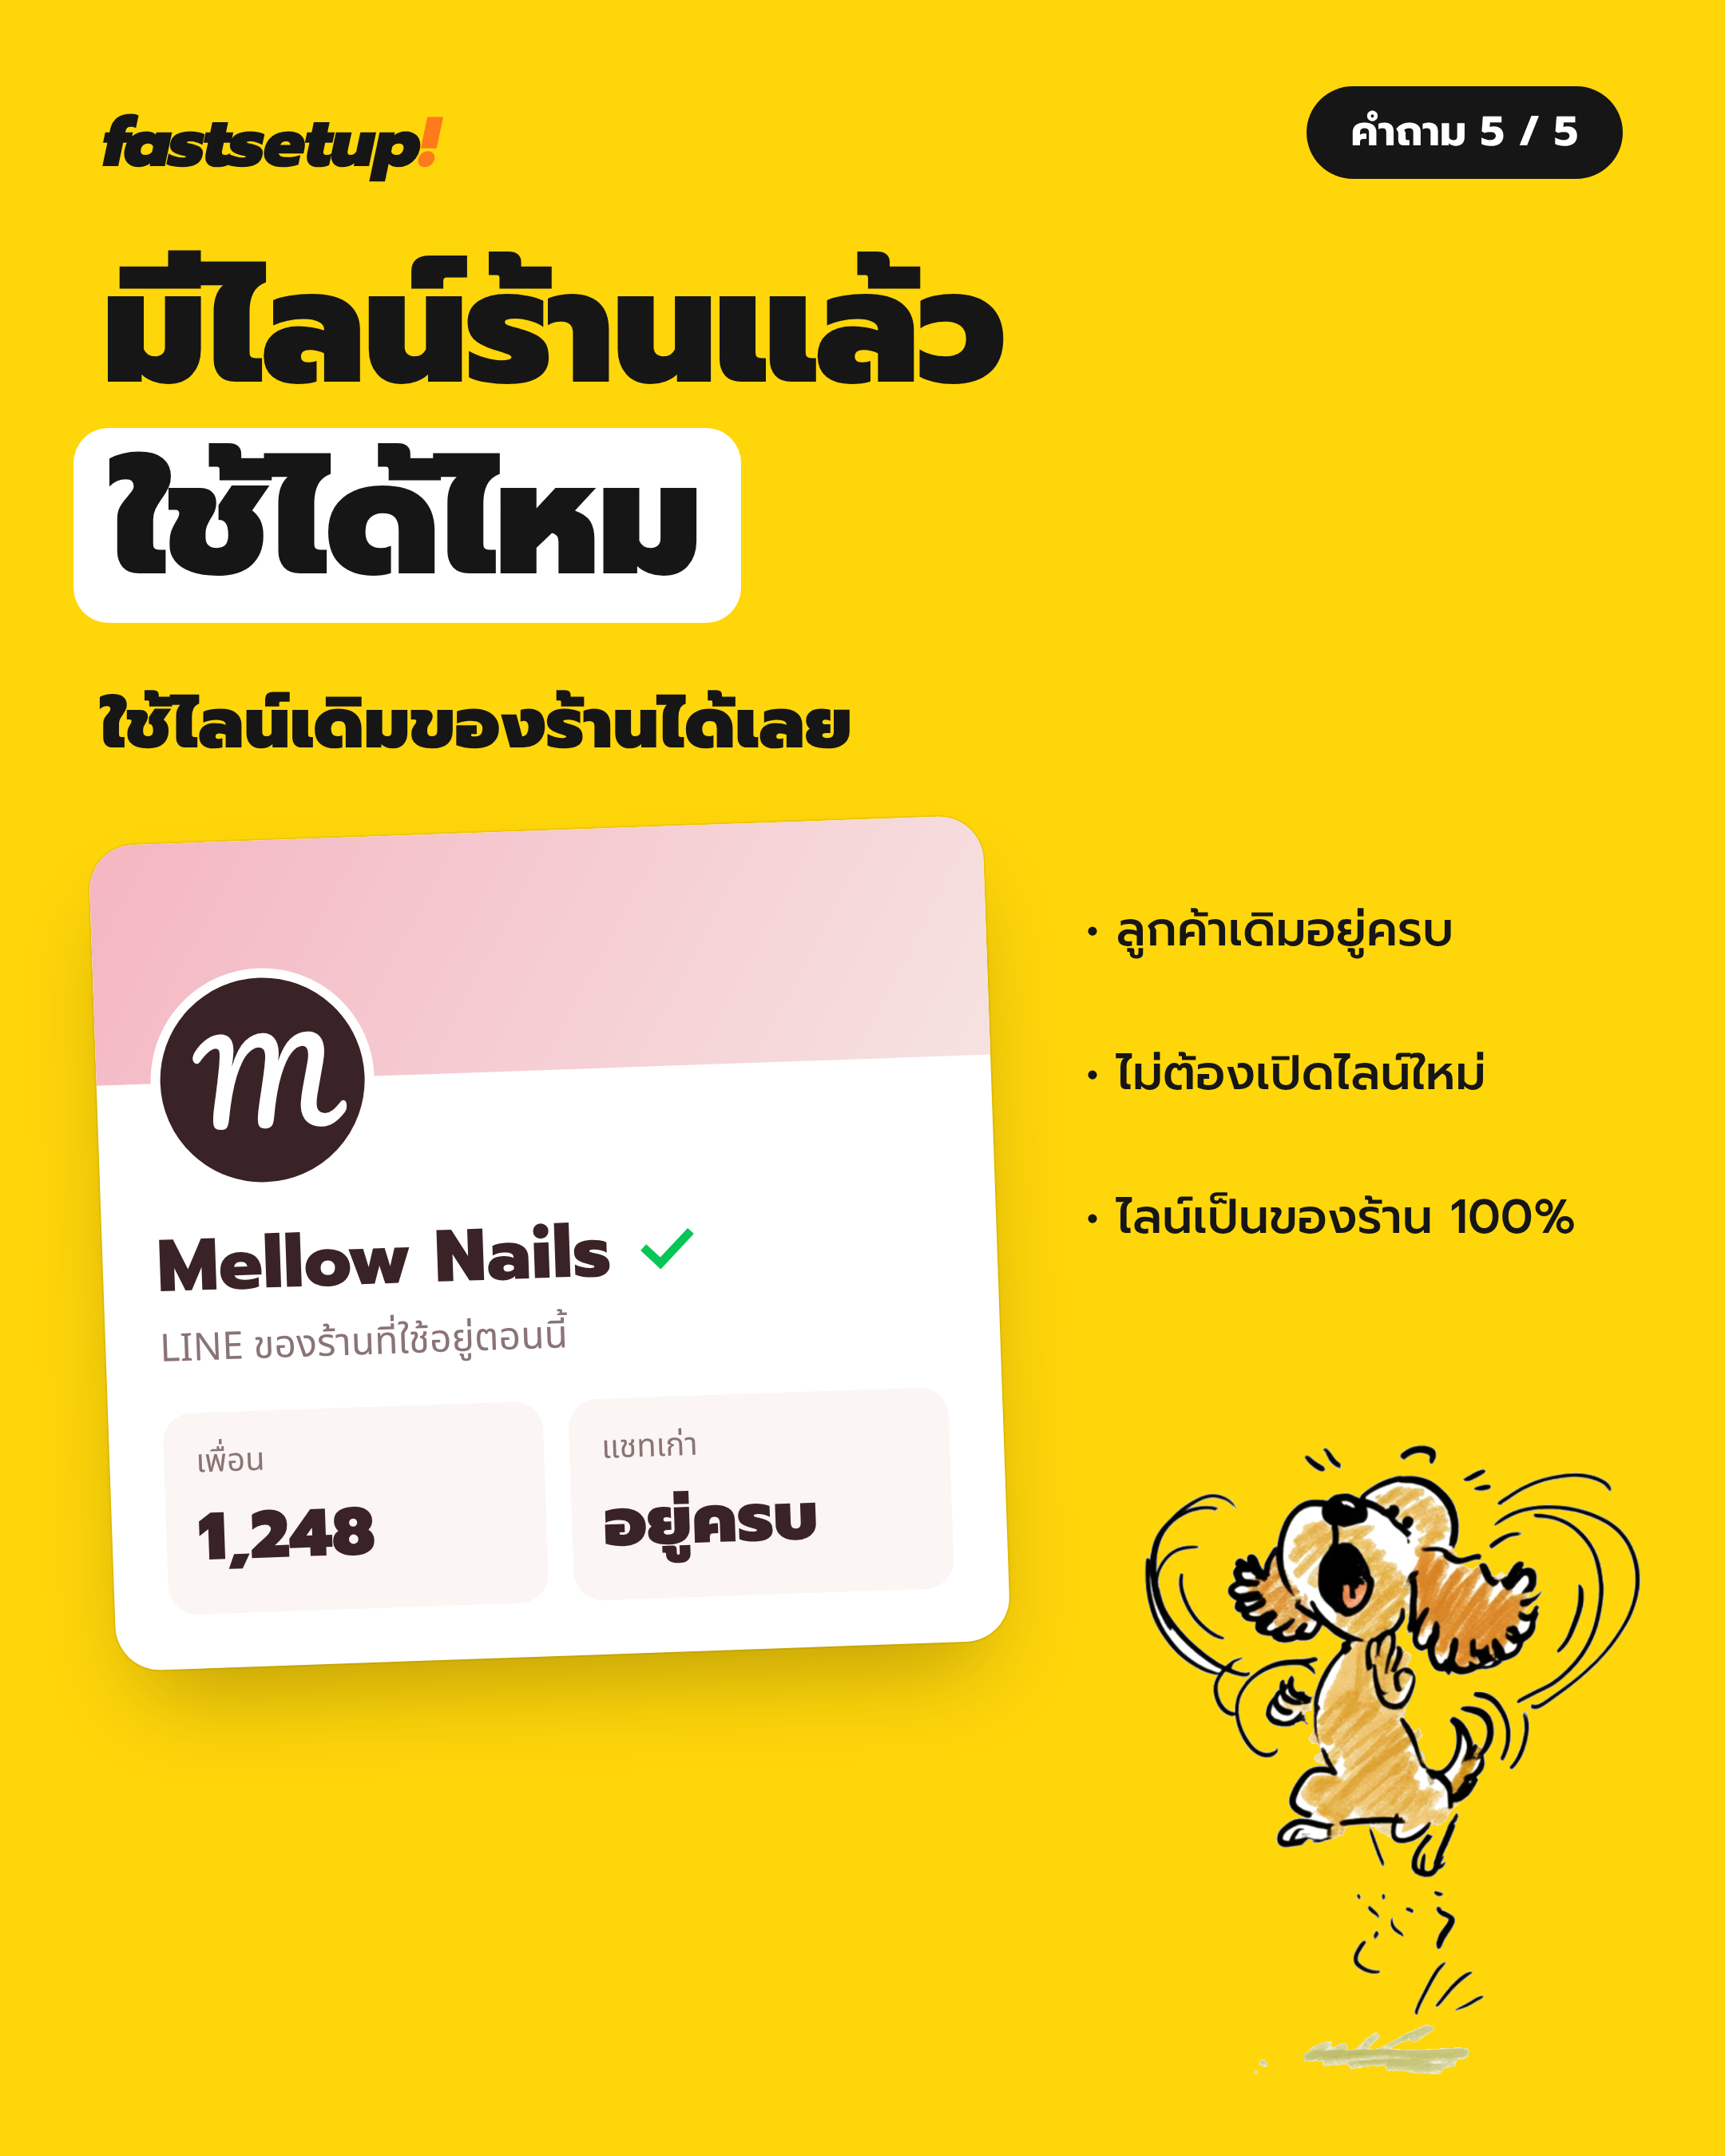 fastsetup!
คำถาม 5 / 5
มีไลน์ร้านแล้ว
ใช้ได้ไหม
ใช้ไลน์เดิมของร้านได้เลย
m
Mellow Nails
LINE ของร้านที่ใช้อยู่ตอนนี้
เพื่อน
1,248
แชทเก่า
อยู่ครบ
• ลูกค้าเดิมอยู่ครบ
• ไม่ต้องเปิดไลน์ใหม่
• ไลน์เป็นของร้าน 100%